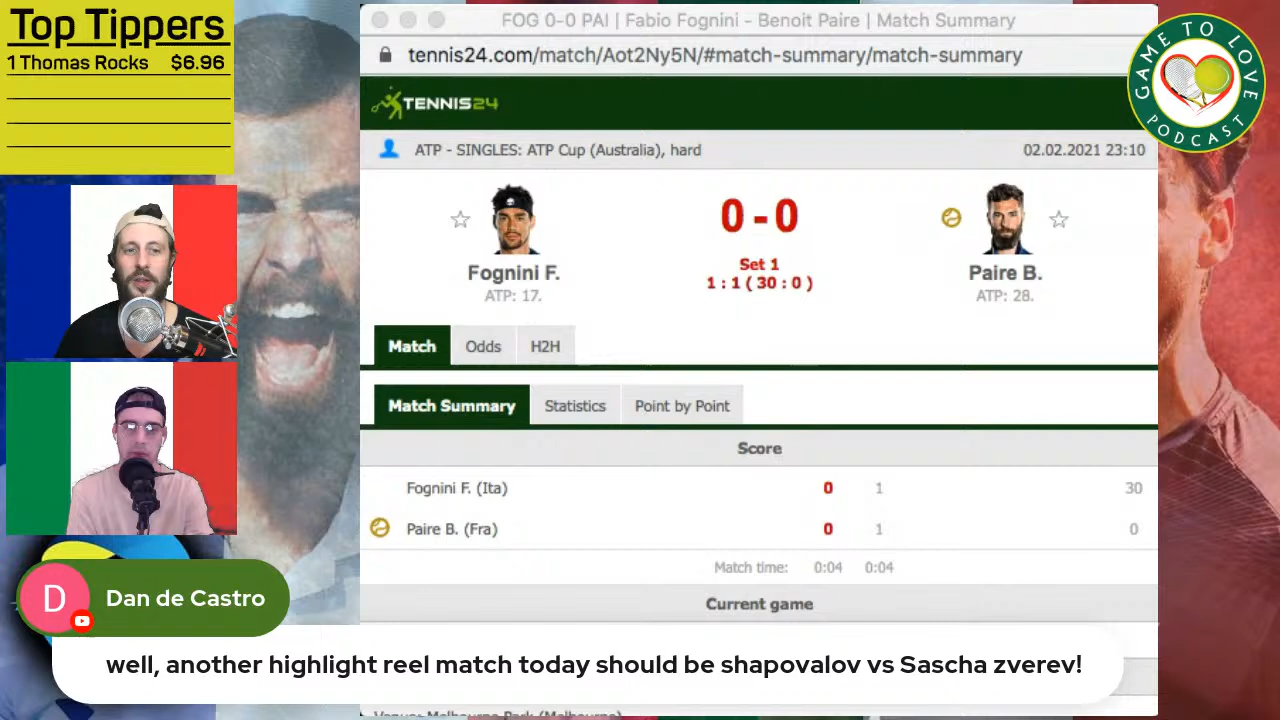 Top Tippers
1 Thomas Rocks $6.96
FOG 0-0 PAI | Fabio Fognini - Benoit Paire | Match Summary
tennis24.com/match/Aot2Ny5N/#match-summary/match-summary
TENNIS24
GAME TO LOVE
PODCAST
ATP - SINGLES: ATP Cup (Australia), hard 02.02.2021 23:10
0 - 0
Set 1
1 : 1 ( 30 : 0 )
Fognini F.
ATP: 17.
Paire B.
ATP: 28.
Match Odds H2H
Match Summary Statistics Point by Point
Score
Fognini F. (Ita) 0 1 30
Paire B. (Fra) 0 1 0
Match time: 0:04 0:04
Current game
D
Dan de Castro
well, another highlight reel match today should be shapovalov vs Sascha zverev!
Venue: Melbourne Park (Melbourne)